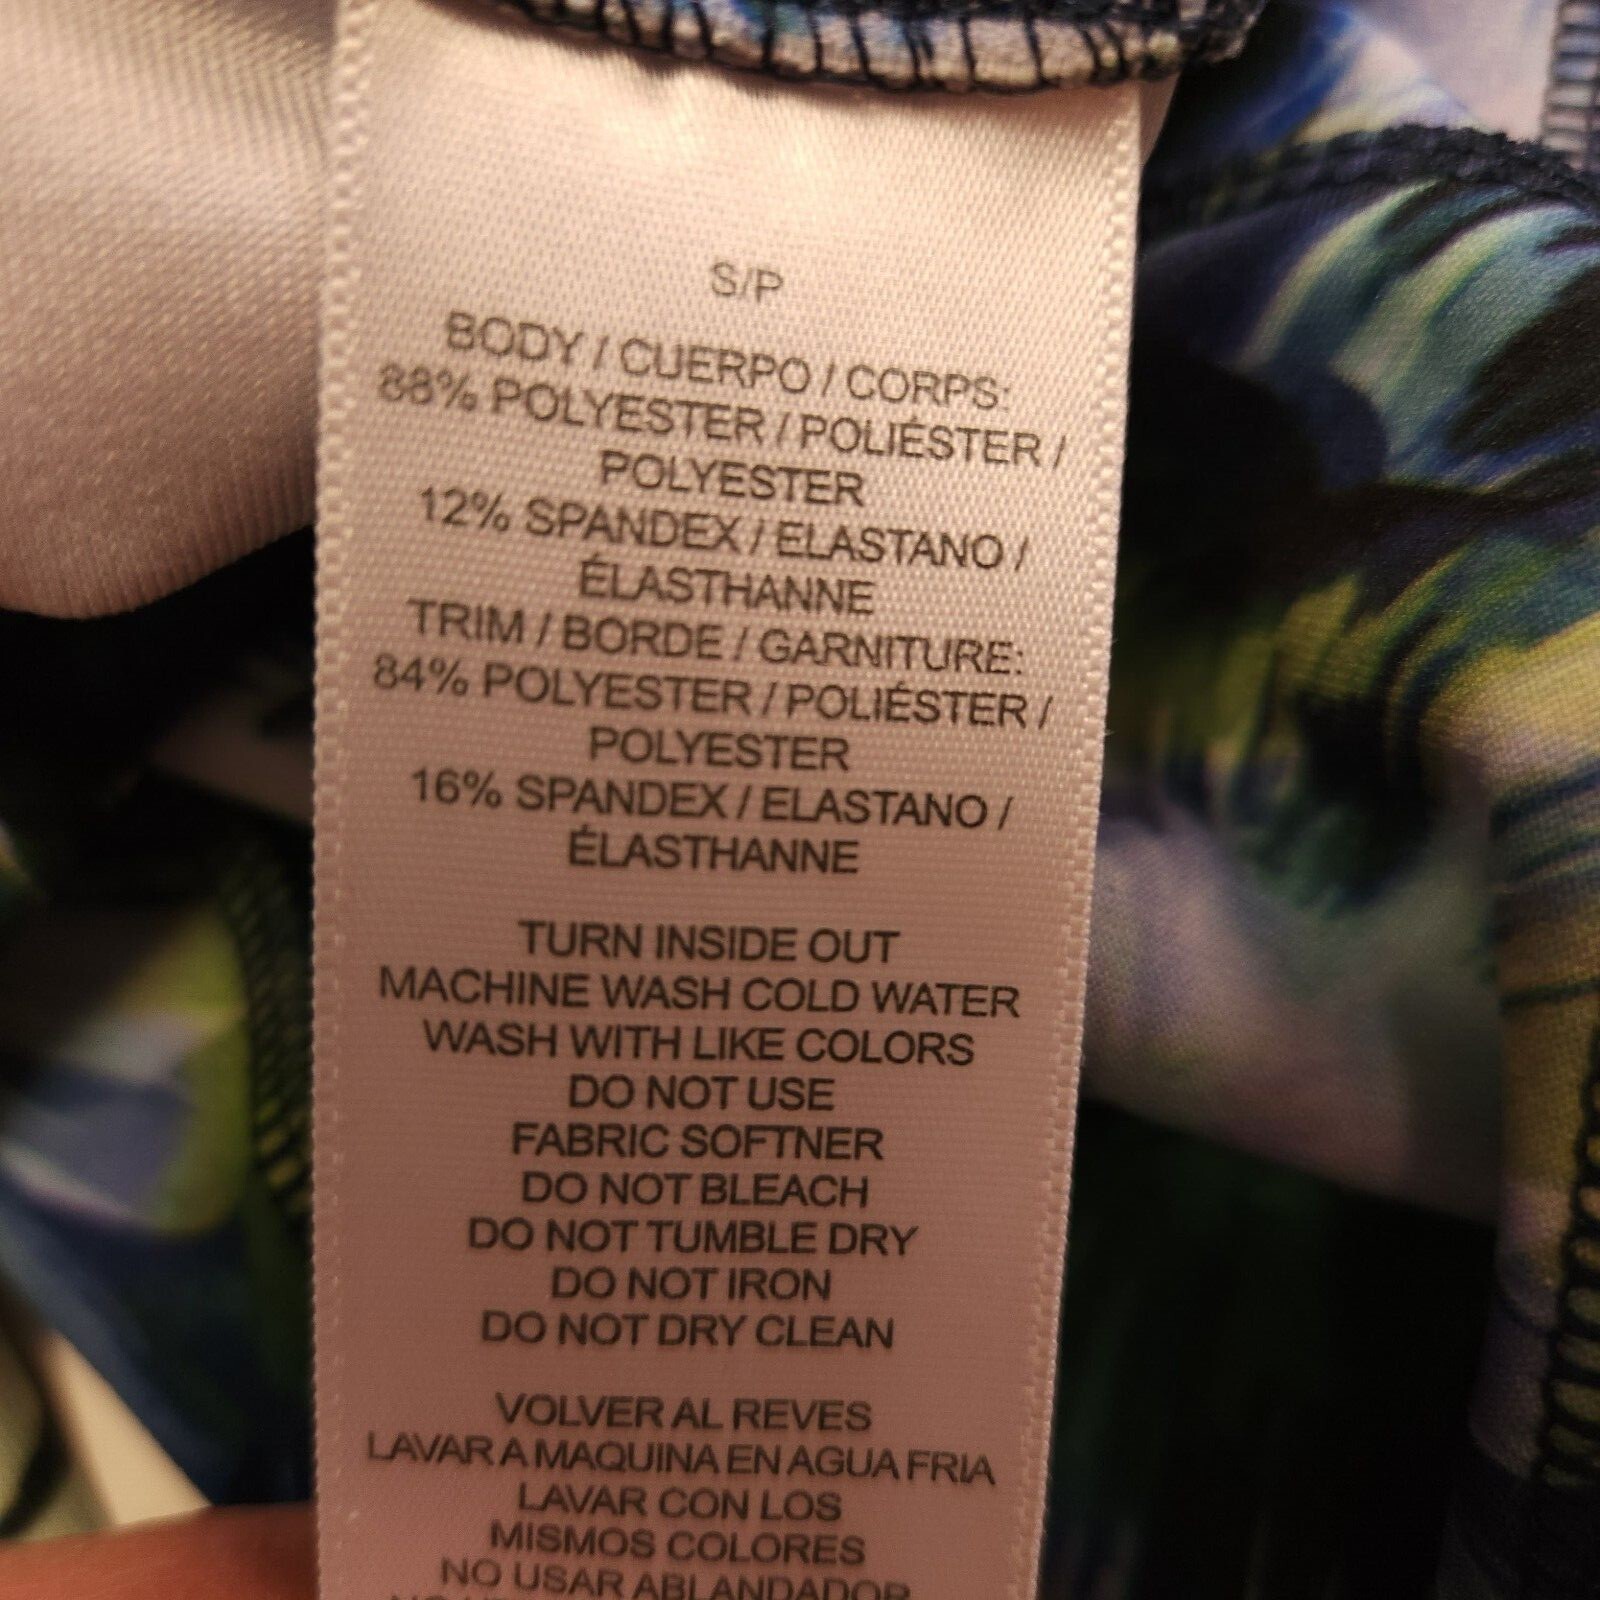 S/P
BODY / CUERPO / CORPS:
88% POLYESTER / POLIÉSTER /
POLYESTER
12% SPANDEX / ELASTANO /
ÉLASTHANNE
TRIM / BORDE / GARNITURE:
84% POLYESTER / POLIÉSTER /
POLYESTER
16% SPANDEX / ELASTANO /
ÉLASTHANNE
TURN INSIDE OUT
MACHINE WASH COLD WATER
WASH WITH LIKE COLORS
DO NOT USE
FABRIC SOFTNER
DO NOT BLEACH
DO NOT TUMBLE DRY
DO NOT IRON
DO NOT DRY CLEAN
VOLVER AL REVES
LAVAR A MAQUINA EN AGUA FRIA
LAVAR CON LOS
MISMOS COLORES
NO USAR ABLANDADOR